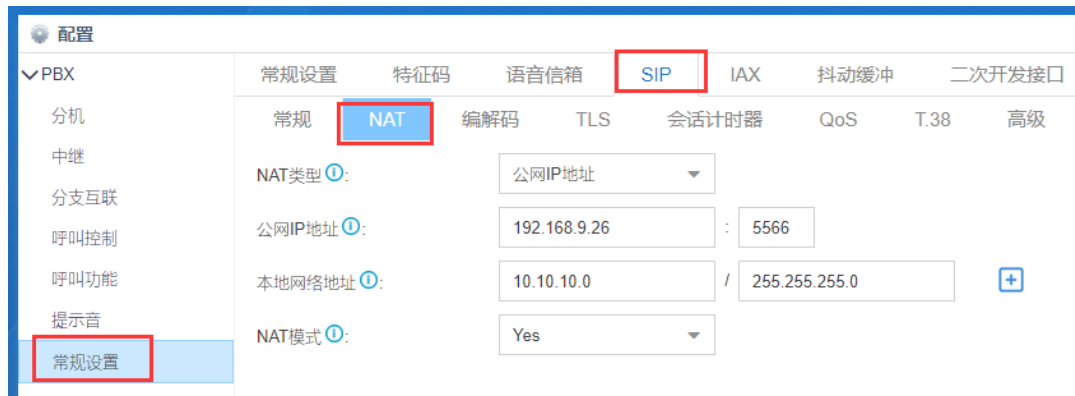 配置
PBX
常规设置 特征码 语音信箱 SIP IAX 抖动缓冲 二次开发接口
分机
常规 NAT 编解码 TLS 会话计时器 QoS T.38 高级
中继
NAT类型 : 公网IP地址
分支互联
公网IP地址 : 192.168.9.26 : 5566
呼叫控制
呼叫功能
本地网络地址 : 10.10.10.0 / 255.255.255.0
提示音
NAT模式 : Yes
常规设置